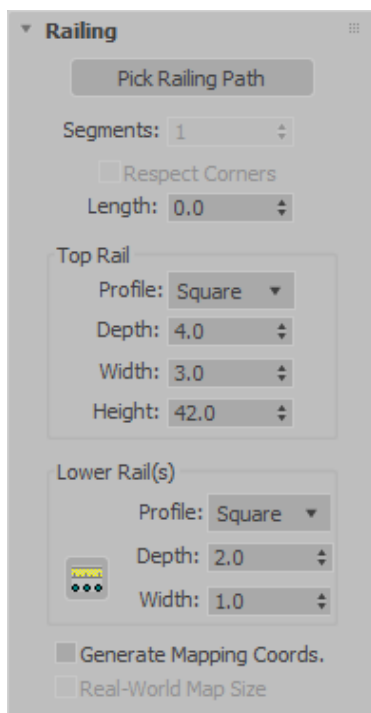 Railing
Pick Railing Path
Segments: 1
Respect Corners
Length: 0.0
Top Rail
Profile: Square
Depth: 4.0
Width: 3.0
Height: 42.0
Lower Rail(s)
Profile: Square
Depth: 2.0
Width: 1.0
Generate Mapping Coords.
Real-World Map Size